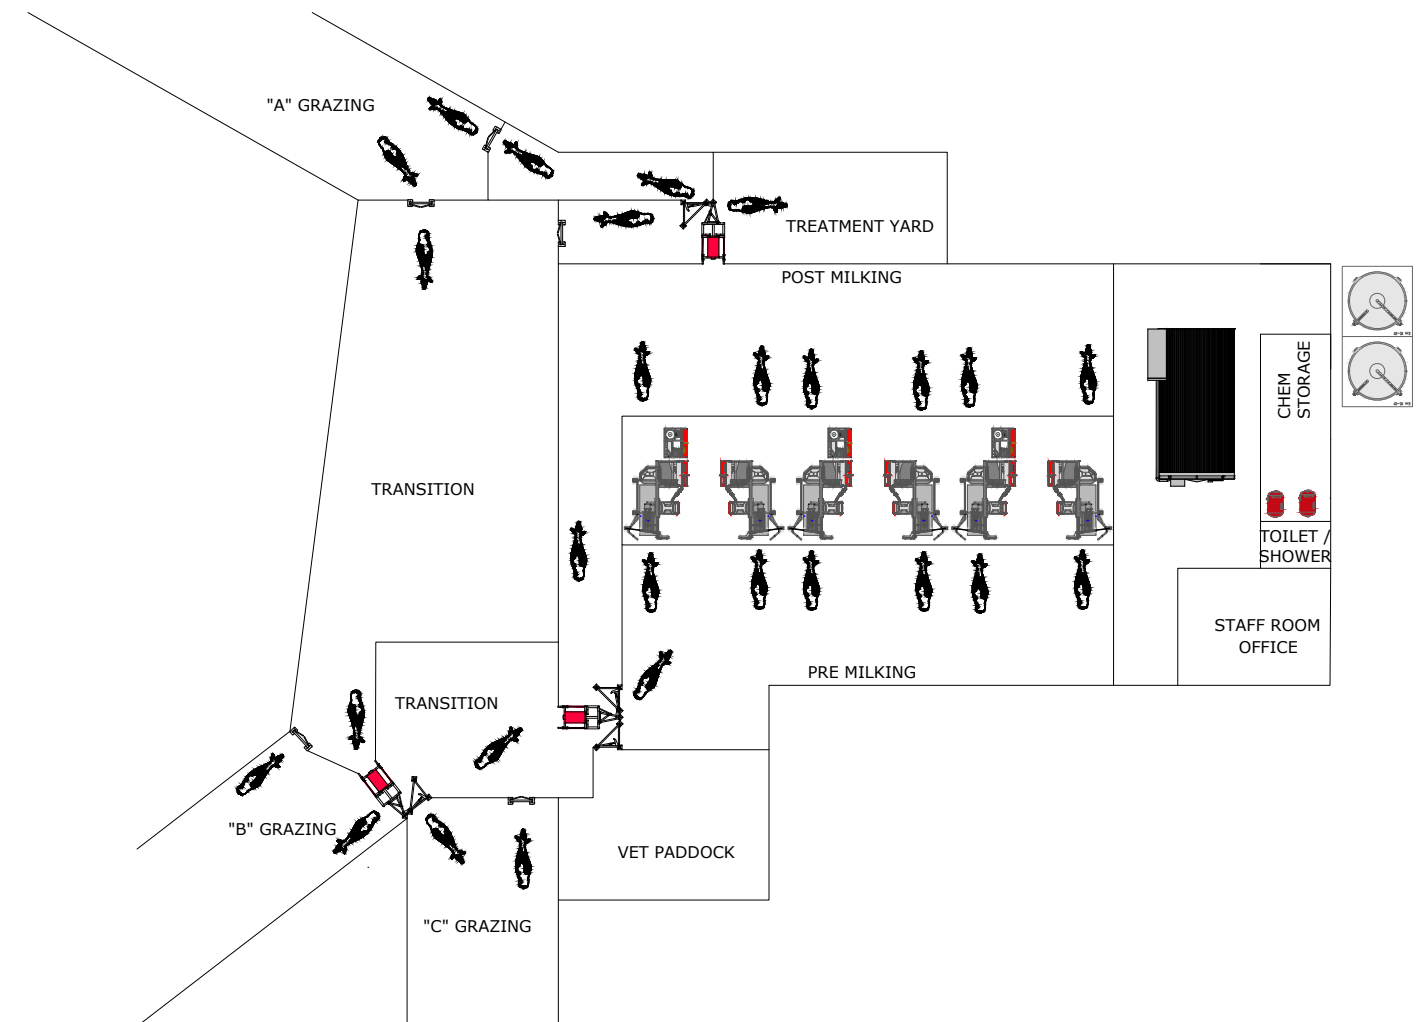 "A" GRAZING
TREATMENT YARD
POST MILKING
CHEM
STORAGE
TRANSITION
TOILET /
SHOWER
STAFF ROOM
OFFICE
PRE MILKING
TRANSITION
"B" GRAZING
VET PADDOCK
"C" GRAZING